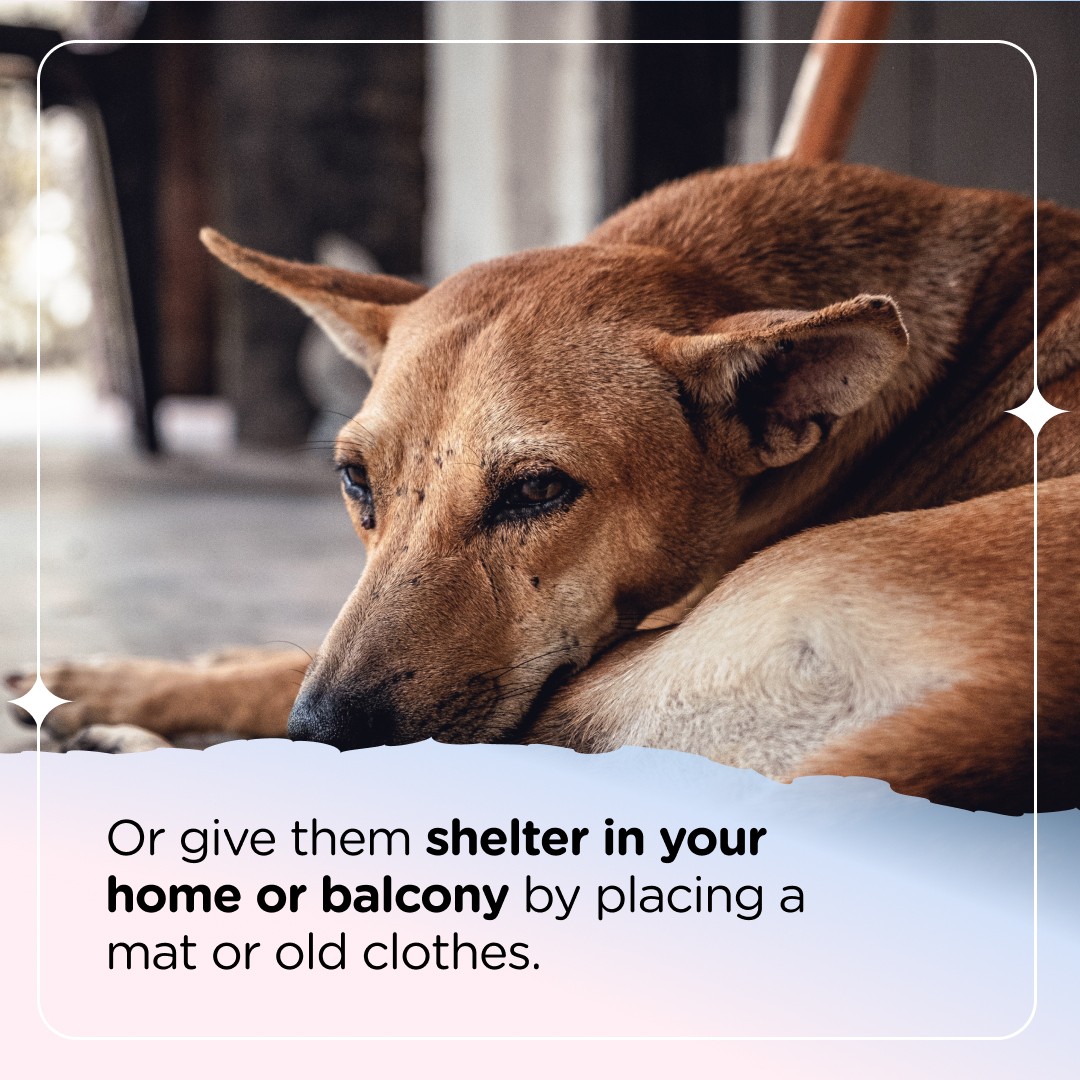 Or give them shelter in your
home or balcony by placing a
mat or old clothes.